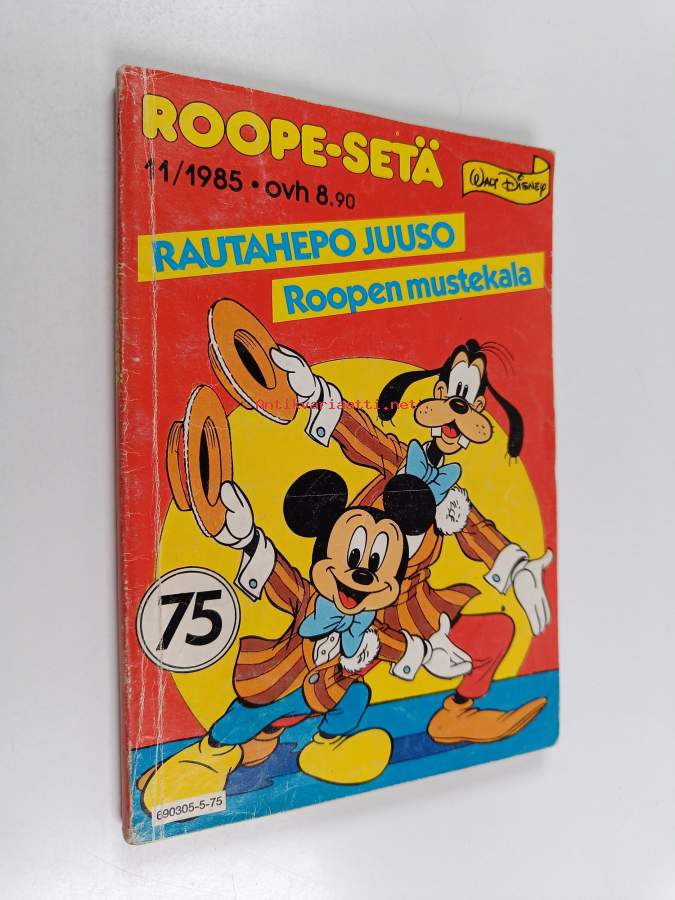 ROOPE-SETÄ
11/1985 • ovh 8.90
WALT DISNEY
RAUTAHEPO JUUSO
Roopen mustekala
Antikvariaatti.net
75
690305-5-75